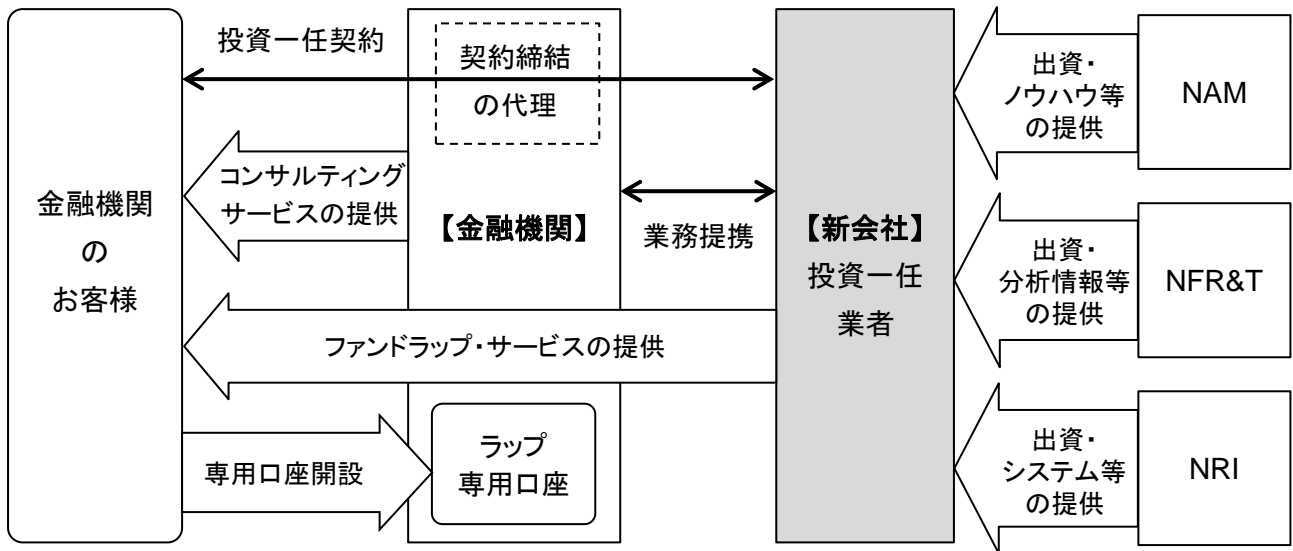 投資一任契約
契約締結
の代理
コンサルティング
サービスの提供
金融機関
の
お客様
【金融機関】
業務提携
【新会社】
投資一任
業者
ファンドラップ・サービスの提供
専用口座開設
ラップ
専用口座
出資・
ノウハウ等
の提供
NAM
出資・
分析情報等
の提供
NFR&T
出資・
システム等
の提供
NRI